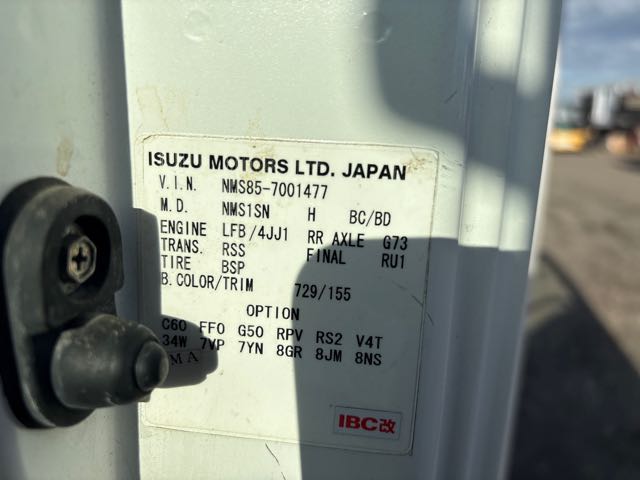 ISUZU MOTORS LTD. JAPAN
V.I.N. NMS85-7001477
M.D. NMS1SN H BC/BD
ENGINE LFB/4JJ1 RR AXLE G73
TRANS. RSS FINAL RU1
TIRE BSP
B.COLOR/TRIM 729/155
OPTION
C60 FF0 G50 RPV RS2 V4T
34W 7VP 7YN 8GR 8JM 8NS
MA
IBC改